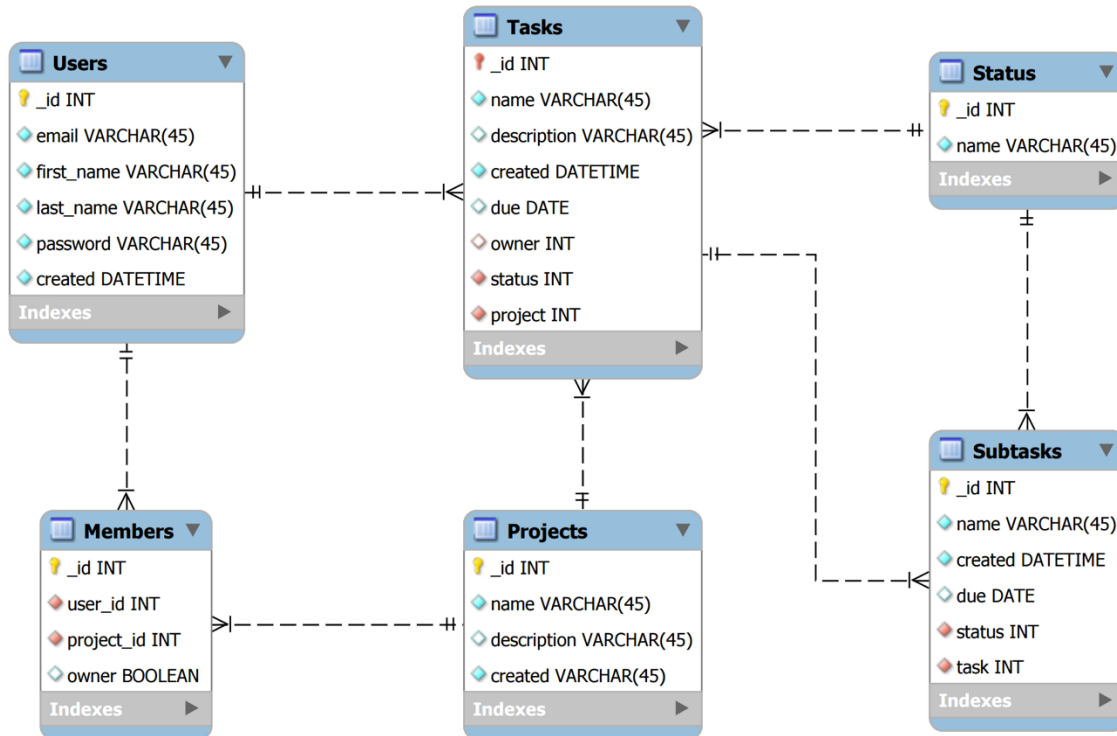 Users
_id INT
email VARCHAR(45)
first_name VARCHAR(45)
last_name VARCHAR(45)
password VARCHAR(45)
created DATETIME
Indexes
Tasks
_id INT
name VARCHAR(45)
description VARCHAR(45)
created DATETIME
due DATE
owner INT
status INT
project INT
Indexes
Status
_id INT
name VARCHAR(45)
Indexes
Members
_id INT
user_id INT
project_id INT
owner BOOLEAN
Indexes
Projects
_id INT
name VARCHAR(45)
description VARCHAR(45)
created VARCHAR(45)
Indexes
Subtasks
_id INT
name VARCHAR(45)
created DATETIME
due DATE
status INT
task INT
Indexes